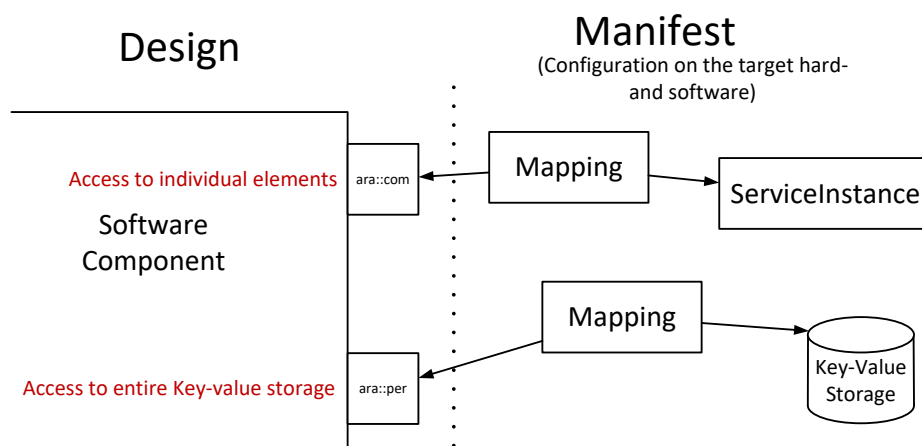 Design
Manifest
(Configuration on the target hard-
and software)
Access to individual elements
ara::com
Mapping
ServiceInstance
Software
Component
Mapping
Access to entire Key-value storage
ara::per
Key-Value
Storage